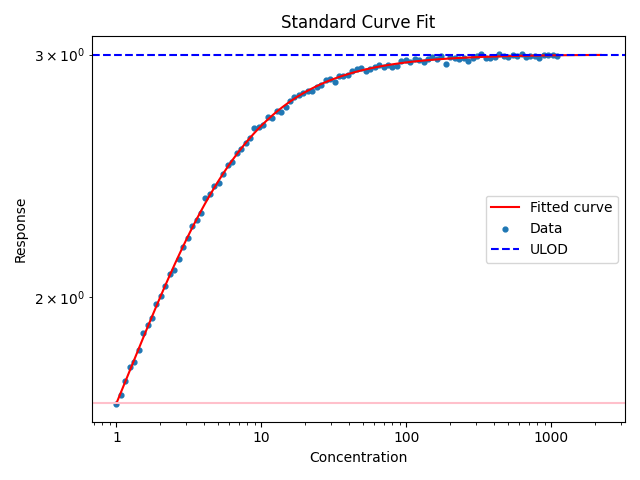 Standard Curve Fit
3 × 10⁰
2 × 10⁰
Response
Fitted curve
Data
ULOD
1
10
100
1000
Concentration